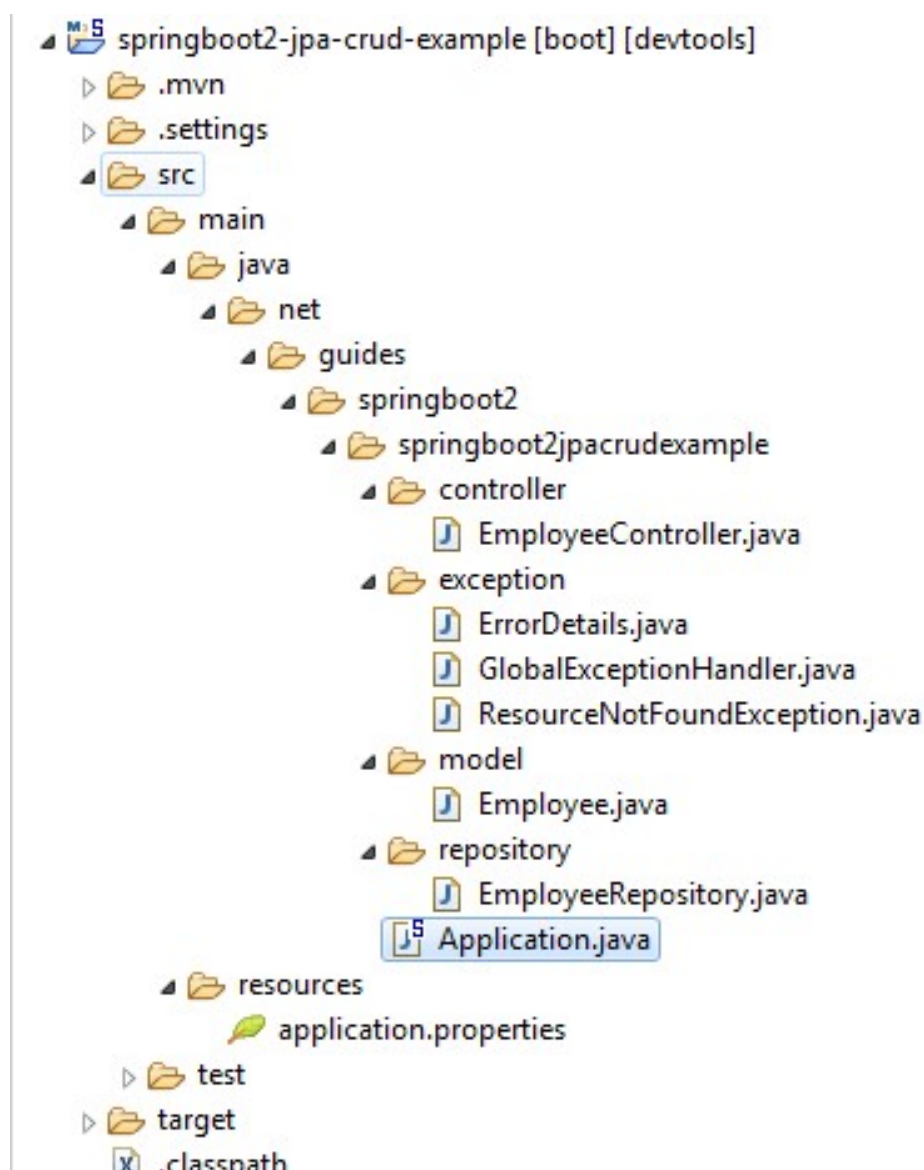 springboot2-jpa-crud-example [boot] [devtools]
.mvn
.settings
src
main
java
net
guides
springboot2
springboot2jpacrudexample
controller
EmployeeController.java
exception
ErrorDetails.java
GlobalExceptionHandler.java
ResourceNotFoundException.java
model
Employee.java
repository
EmployeeRepository.java
Application.java
resources
application.properties
test
target
.classpath